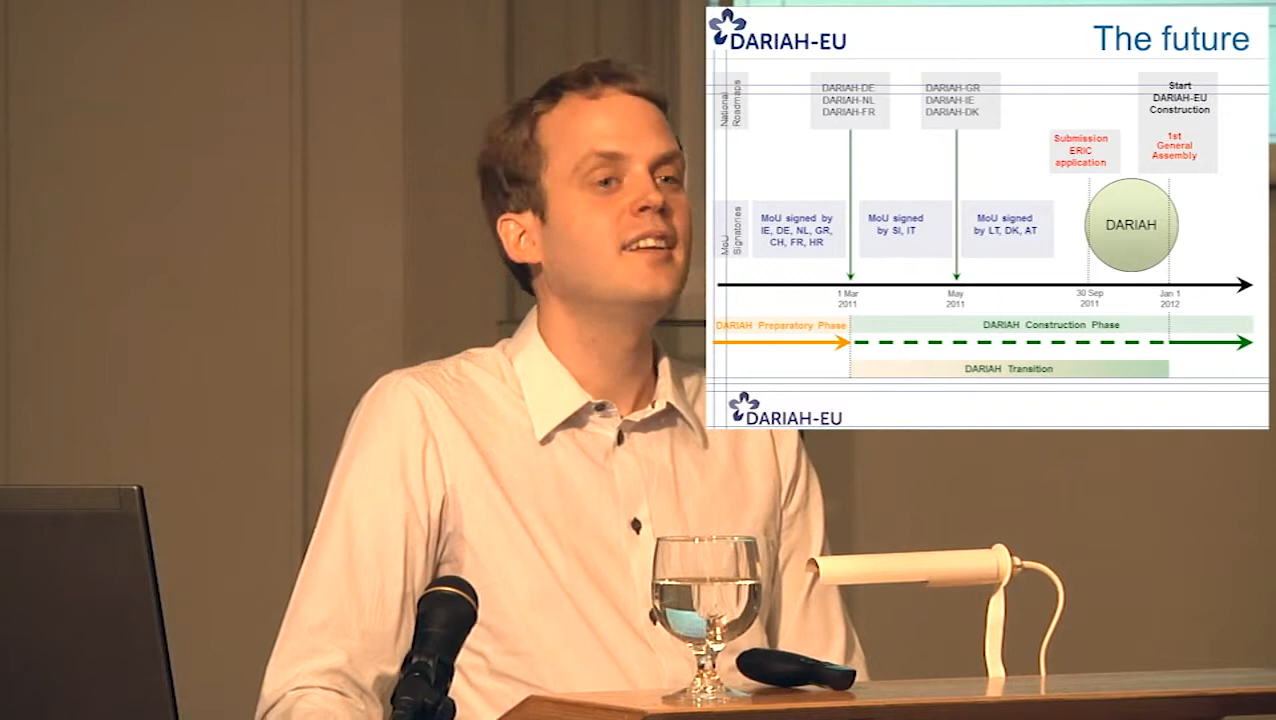 DARIAH-EU
The future
National
Roadmaps
DARIAH-DE
DARIAH-NL
DARIAH-FR
DARIAH-GR
DARIAH-IE
DARIAH-DK
Start
DARIAH-EU
Construction
Submission
ERIC
application
1st
General
Assembly
MoU
Signatories
MoU signed by
IE, DE, NL, GR,
CH, FR, HR
MoU signed
by SI, IT
MoU signed
by LT, DK, AT
DARIAH
1 Mar
2011
May
2011
30 Sep
2011
Jan 1
2012
DARIAH Preparatory Phase
DARIAH Construction Phase
DARIAH Transition
DARIAH-EU